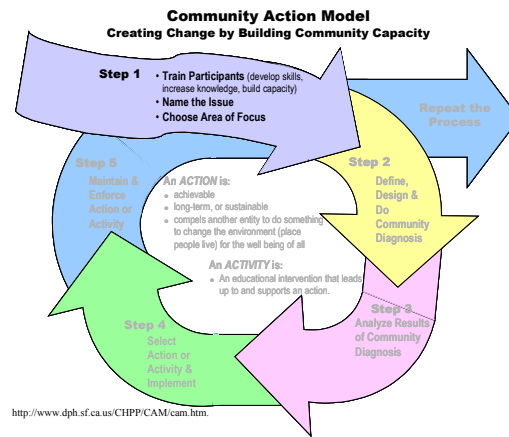 Community Action Model
Creating Change by Building Community Capacity
Step 1
• Train Participants (develop skills,
increase knowledge, build capacity)
• Name the Issue
• Choose Area of Focus
Repeat the
Process
Step 2
Define,
Design &
Do
Community
Diagnosis
Step 3
Analyze Results
of Community
Diagnosis
Step 4
Select
Action or
Activity &
Implement
Step 5
Maintain &
Enforce
Action or
Activity
An ACTION is:
▪ achievable
▪ long-term, or sustainable
▪ compels another entity to do something
to change the environment (place
people live) for the well being of all
An ACTIVITY is:
▪ An educational intervention that leads
up to and supports an action.
http://www.dph.sf.ca.us/CHPP/CAM/cam.htm.